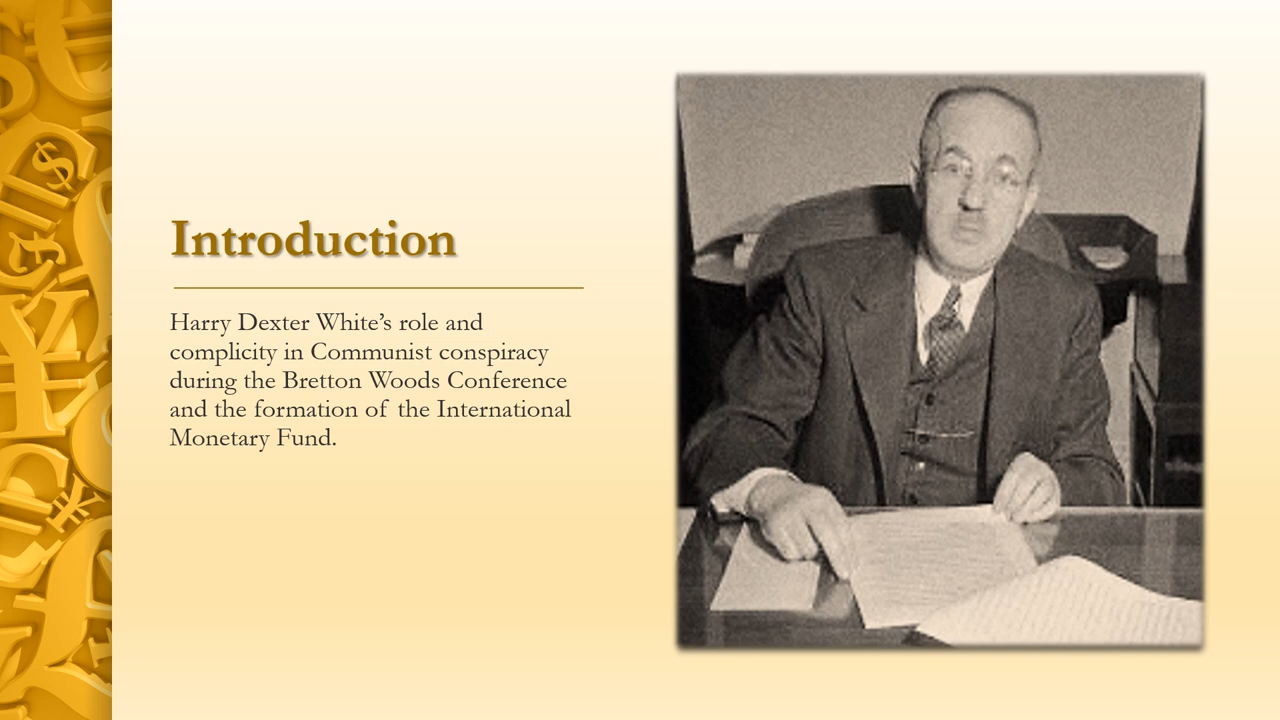 Introduction
Harry Dexter White’s role and
complicity in Communist conspiracy
during the Bretton Woods Conference
and the formation of the International
Monetary Fund.